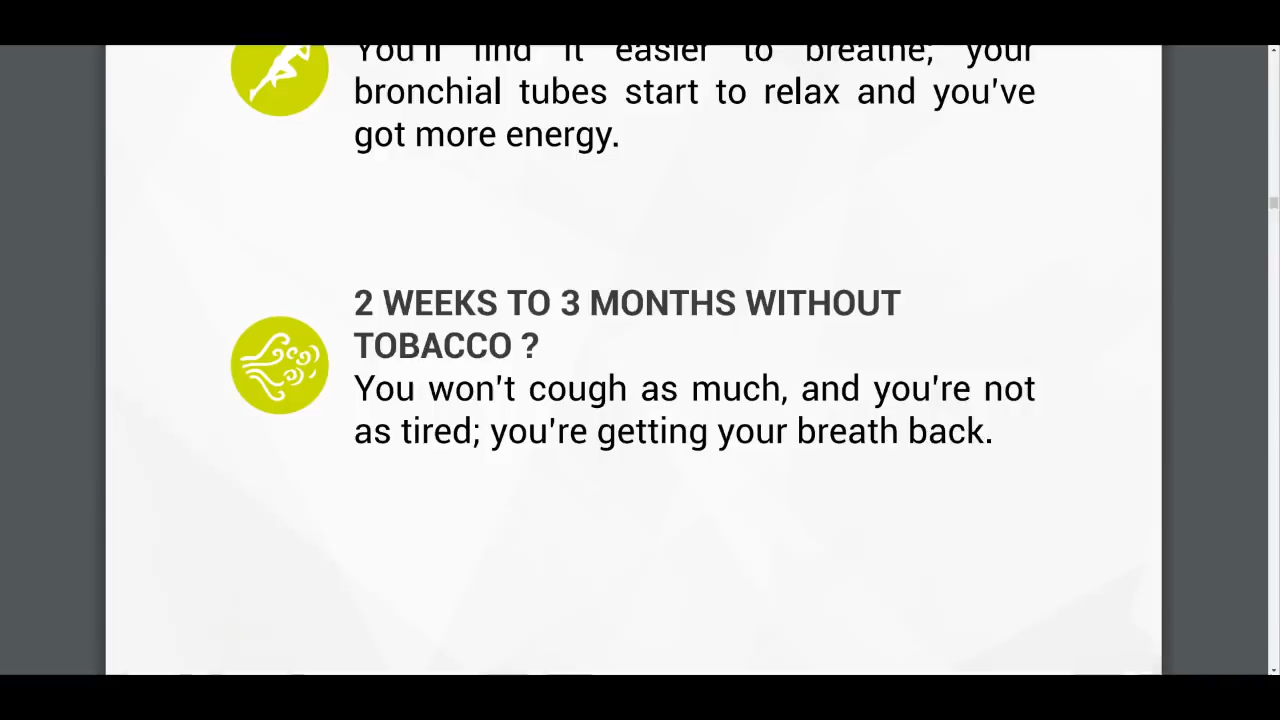 You'll find it easier to breathe; your
bronchial tubes start to relax and you've
got more energy.
2 WEEKS TO 3 MONTHS WITHOUT
TOBACCO ?
You won't cough as much, and you're not
as tired; you're getting your breath back.